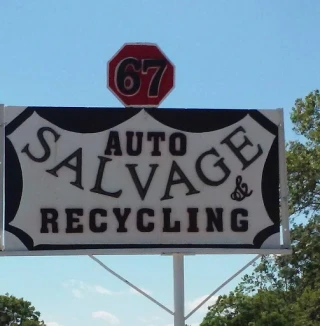 67
AUTO
SALVAGE
&
RECYCLING